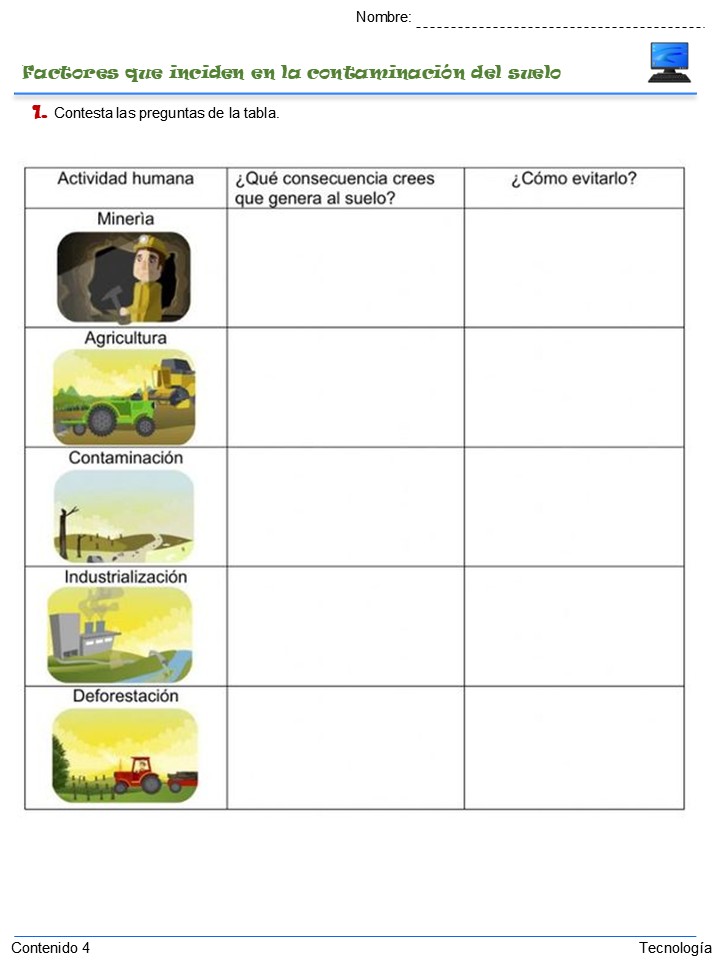 Nombre: 
Factores que inciden en la contaminación del suelo
1. Contesta las preguntas de la tabla.
Actividad humana
¿Qué consecuencia crees
que genera al suelo?
¿Cómo evitarlo?
Minerìa
Agricultura
Contaminación
Industrialización
Deforestación
Contenido 4
Tecnología